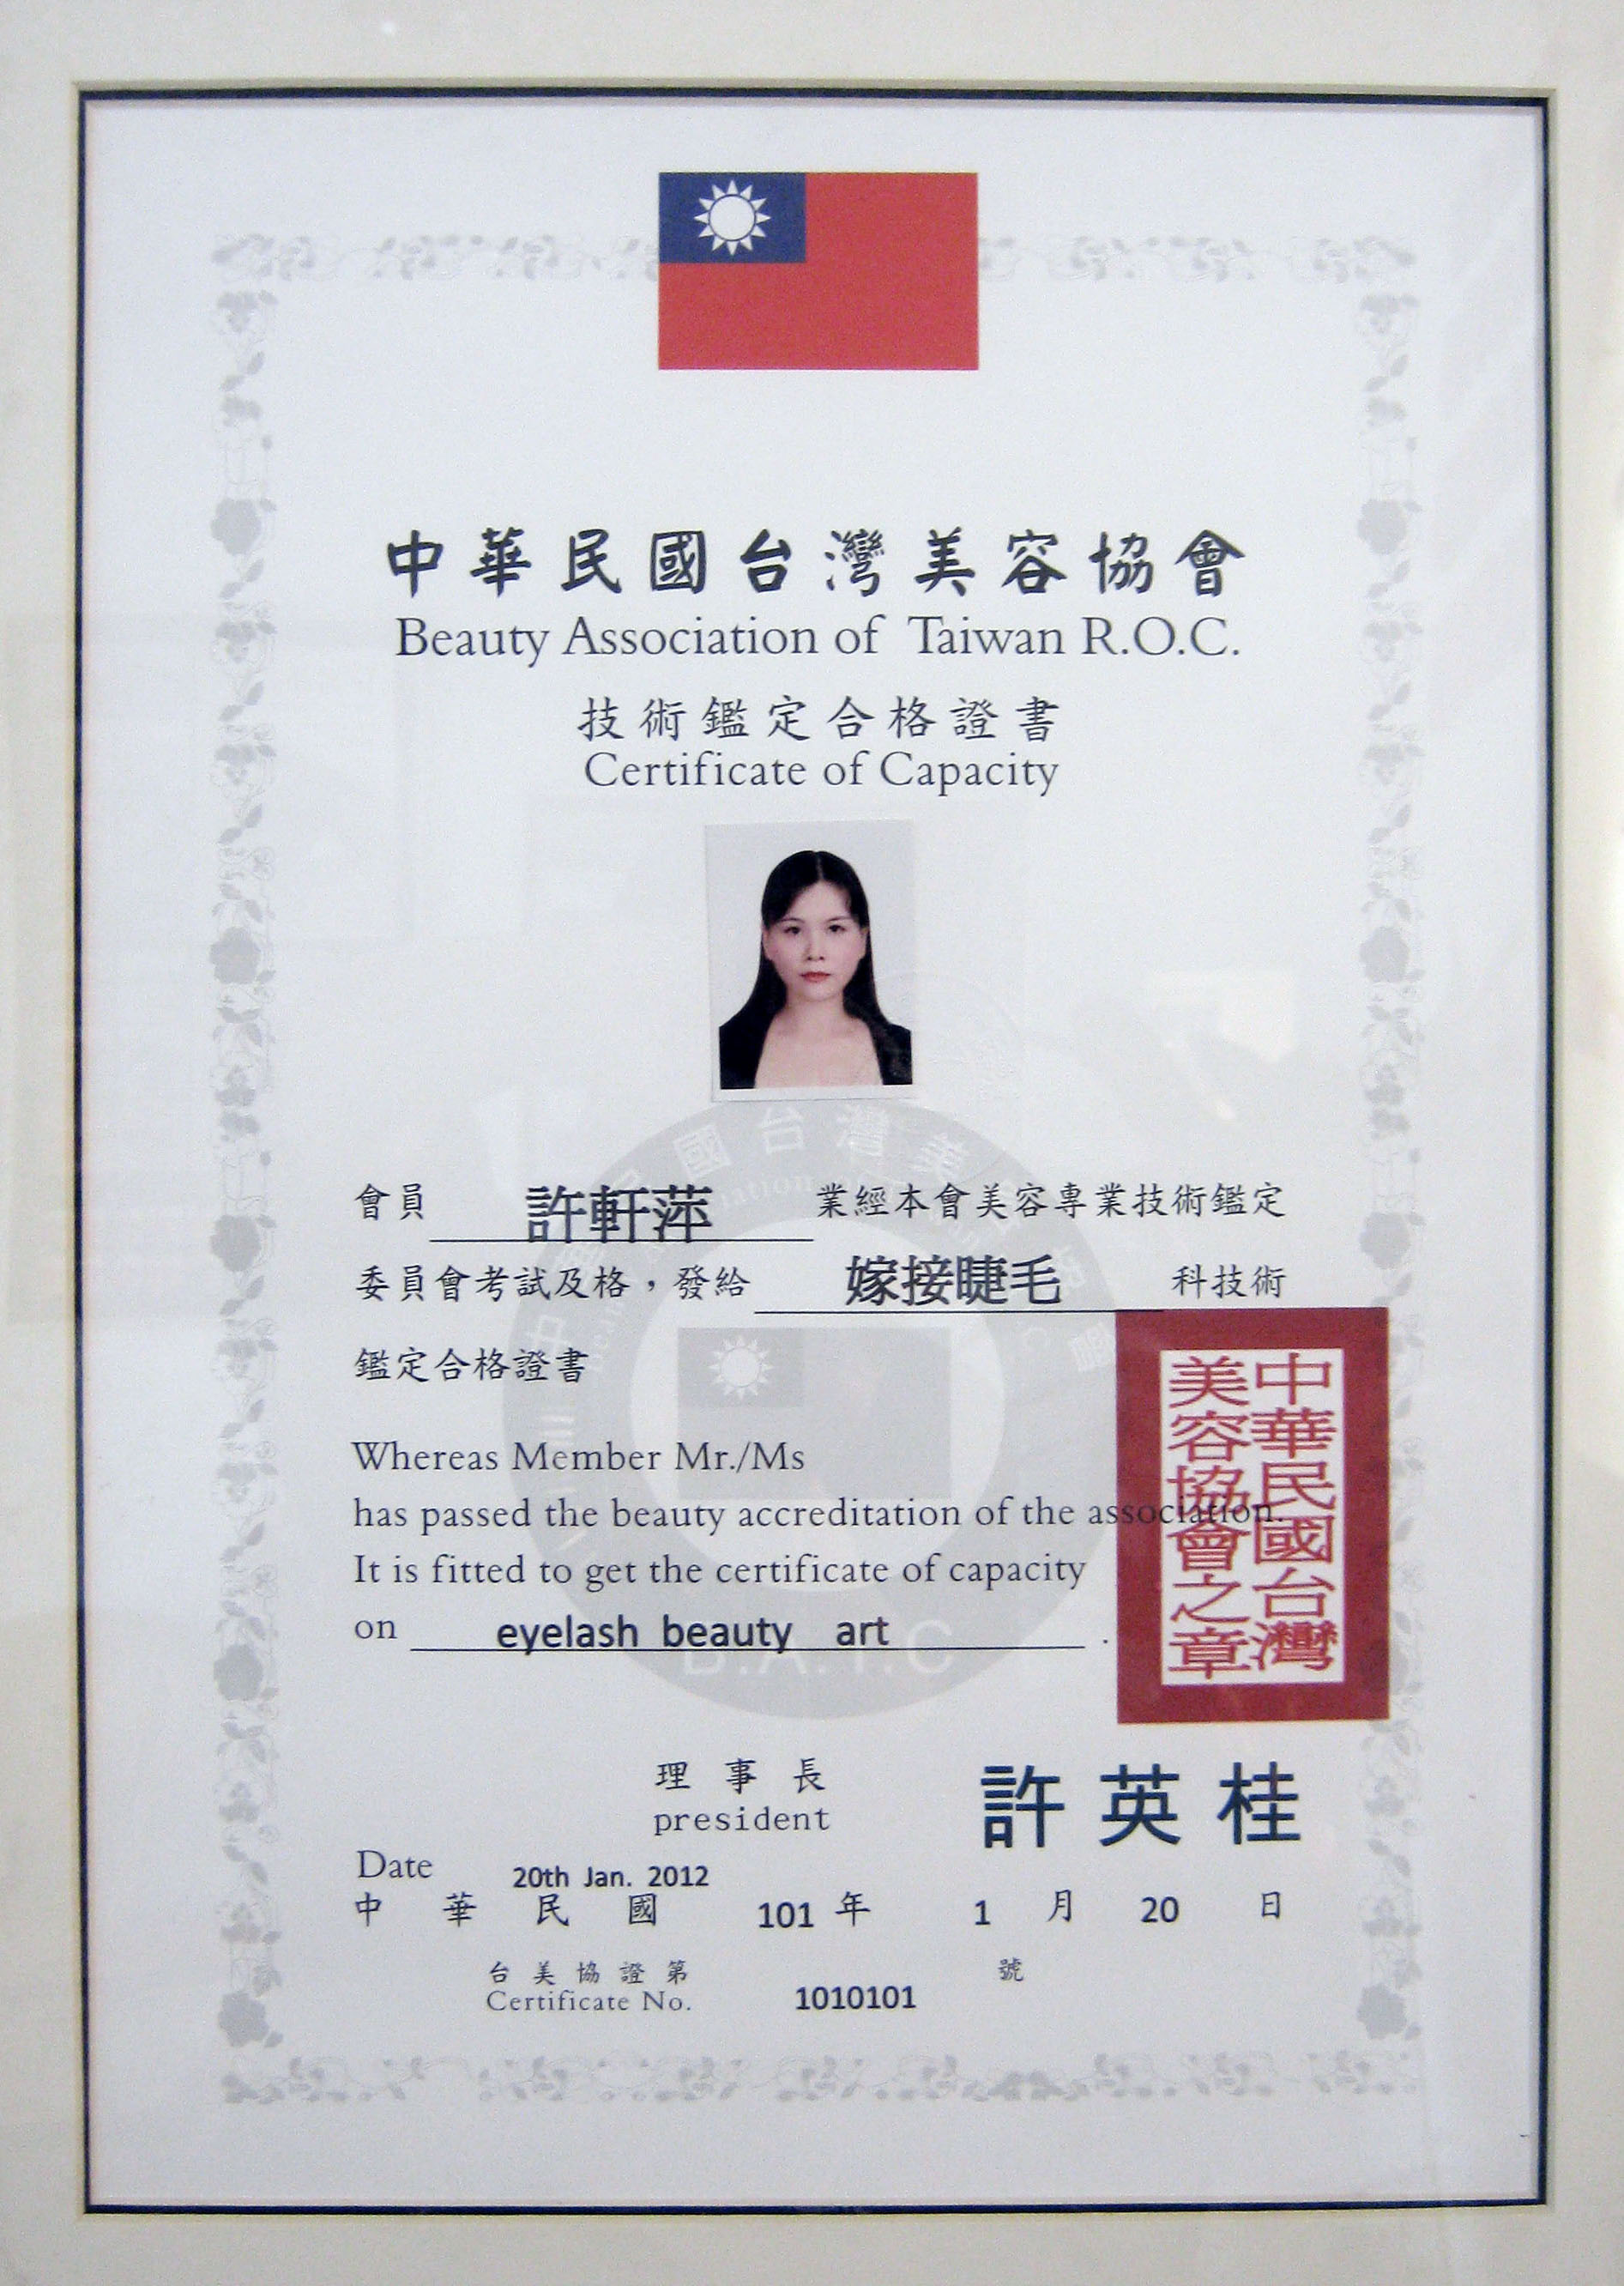 中華民國台灣美容協會
Beauty Association of Taiwan R.O.C.
技術鑑定合格證書
Certificate of Capacity
會員 許軒萍 業經本會美容專業技術鑑定
委員會考試及格，發給 嫁接睫毛 科技術
鑑定合格證書
Whereas Member Mr./Ms
has passed the beauty accreditation of the association.
It is fitted to get the certificate of capacity
on eyelash beauty art .
中華民國台灣
美容協會之章
B.A.T.C
理事長 許英桂
president
Date 20th Jan. 2012
中華民國 101 年 1 月 20 日
台美協證第 號
Certificate No. 1010101